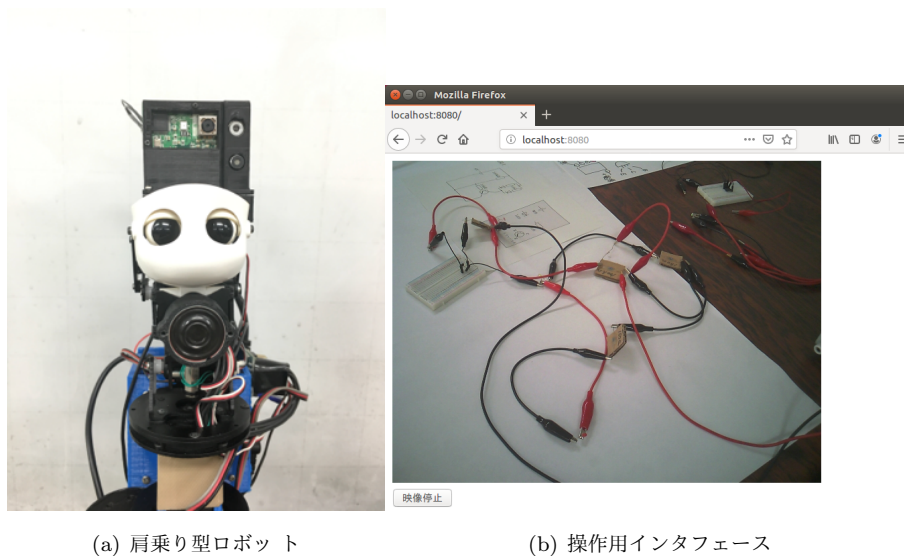 Mozilla Firefox
localhost:8080/
localhost:8080
映像停止
(a) 肩乗り型ロボット
(b) 操作用インタフェース